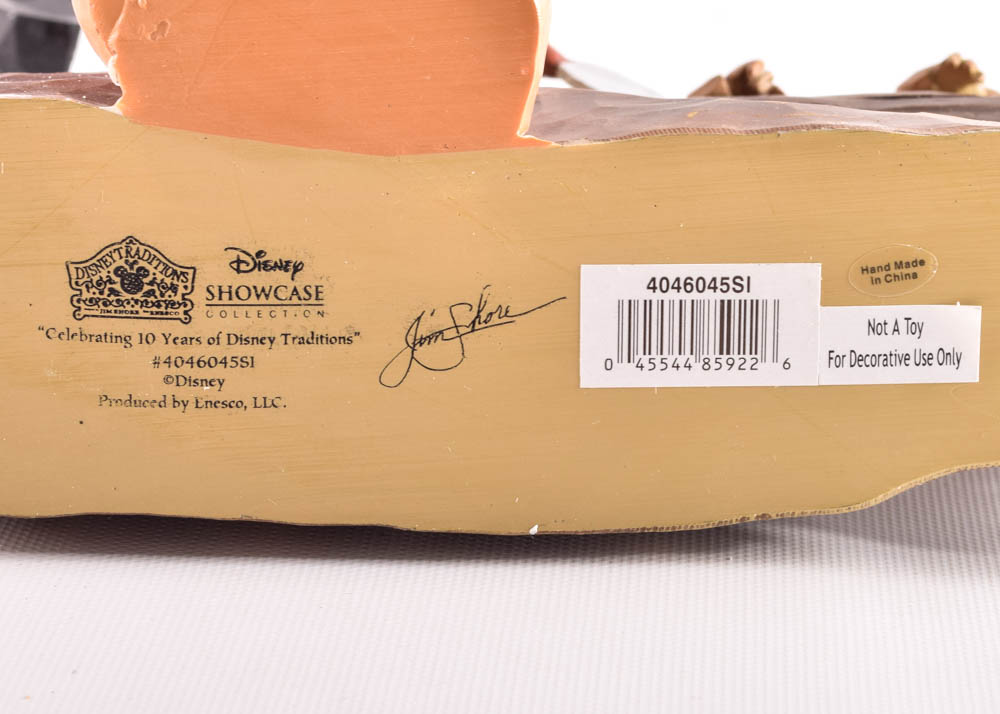 DISNEY TRADITIONS
JIM SHORE ENESCO
Disney
SHOWCASE
COLLECTION
"Celebrating 10 Years of Disney Traditions"
#4046045SI
©Disney
Produced by Enesco, LLC.
Jim Shore
4046045SI
0 45544 85922 6
Hand Made
in China
Not A Toy
For Decorative Use Only